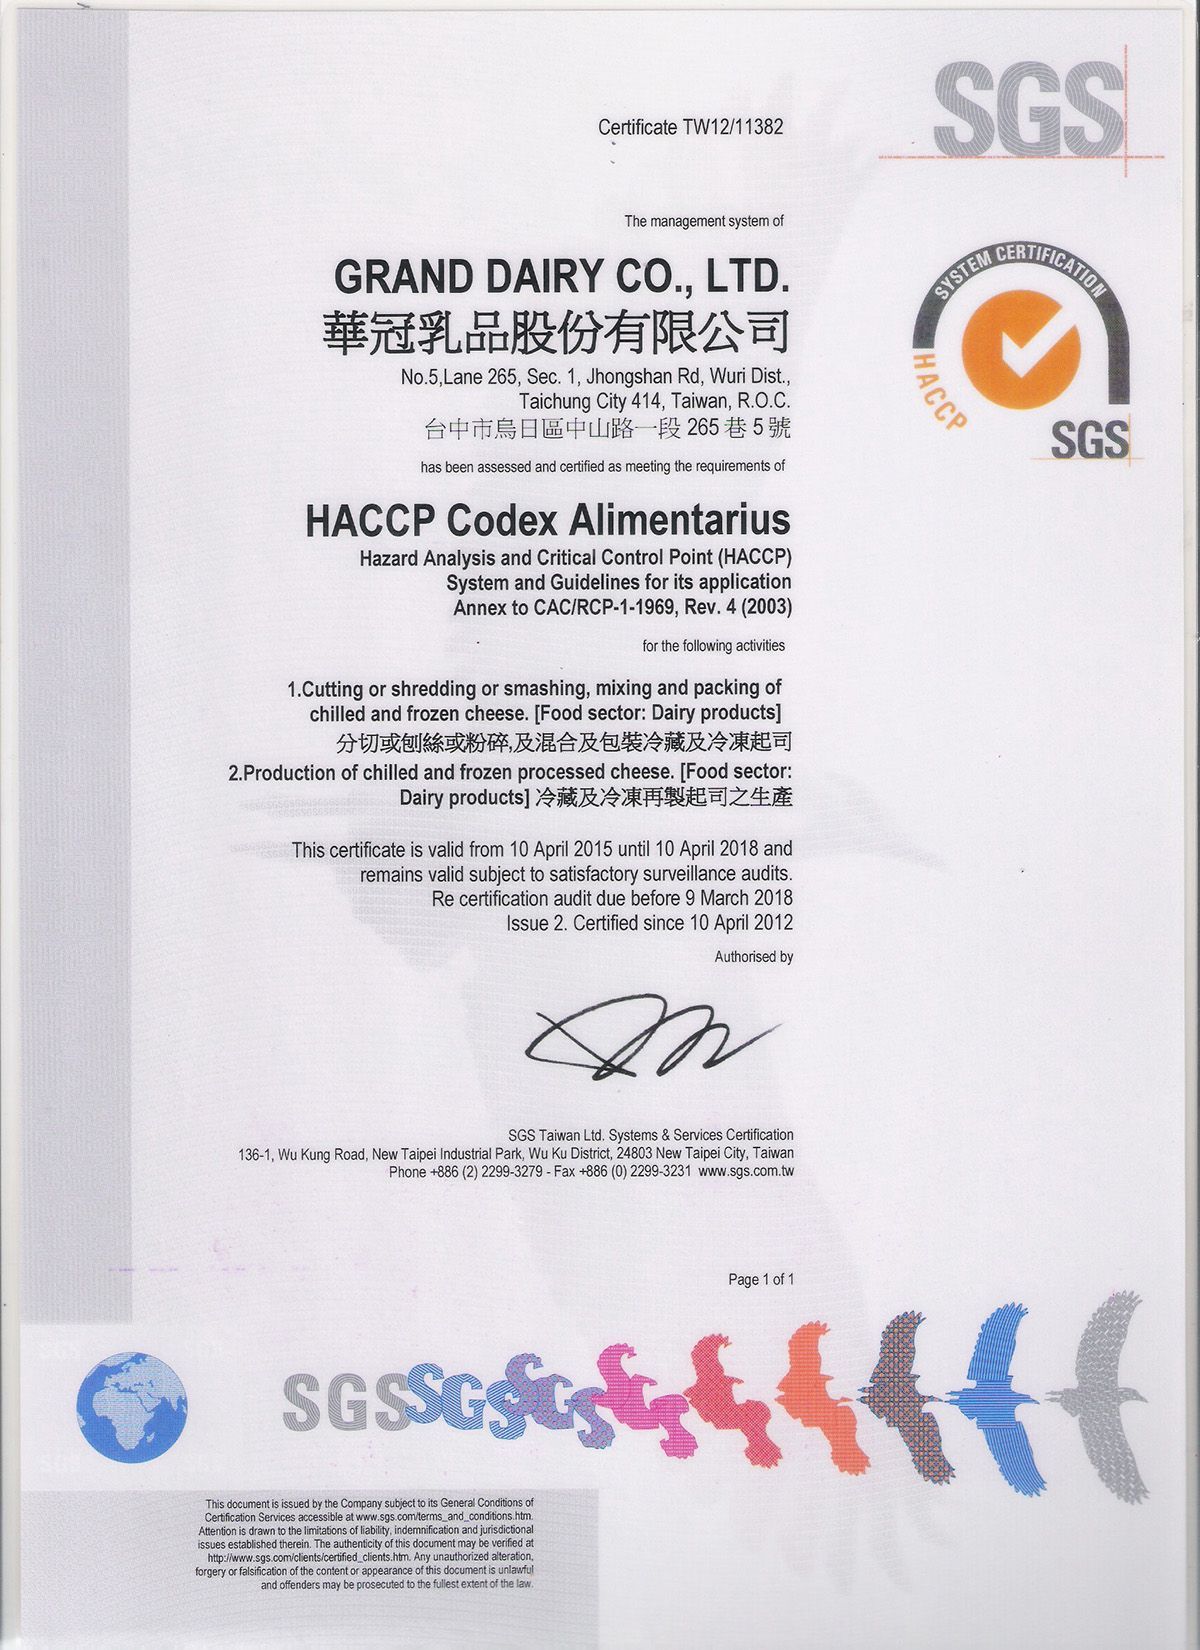 SGS
Certificate TW12/11382
The management system of
GRAND DAIRY CO., LTD.
華冠乳品股份有限公司
No.5,Lane 265, Sec. 1, Jhongshan Rd, Wuri Dist.,
Taichung City 414, Taiwan, R.O.C.
台中市烏日區中山路一段 265 巷 5 號
SYSTEM CERTIFICATION
HACCP
SGS
has been assessed and certified as meeting the requirements of
HACCP Codex Alimentarius
Hazard Analysis and Critical Control Point (HACCP)
System and Guidelines for its application
Annex to CAC/RCP-1-1969, Rev. 4 (2003)
for the following activities
1.Cutting or shredding or smashing, mixing and packing of
chilled and frozen cheese. [Food sector: Dairy products]
分切或刨絲或粉碎,及混合及包裝冷藏及冷凍起司
2.Production of chilled and frozen processed cheese. [Food sector:
Dairy products] 冷藏及冷凍再製起司之生產
This certificate is valid from 10 April 2015 until 10 April 2018 and
remains valid subject to satisfactory surveillance audits.
Re certification audit due before 9 March 2018
Issue 2. Certified since 10 April 2012
Authorised by
SGS Taiwan Ltd. Systems & Services Certification
136-1, Wu Kung Road, New Taipei Industrial Park, Wu Ku District, 24803 New Taipei City, Taiwan
Phone +886 (2) 2299-3279 - Fax +886 (0) 2299-3231 www.sgs.com.tw
Page 1 of 1
SGS SGS SGS
This document is issued by the Company subject to its General Conditions of
Certification Services accessible at www.sgs.com/terms_and_conditions.htm.
Attention is drawn to the limitations of liability, indemnification and jurisdictional
issues established therein. The authenticity of this document may be verified at
http://www.sgs.com/clients/certified_clients.htm. Any unauthorized alteration,
forgery or falsification of the content or appearance of this document is unlawful
and offenders may be prosecuted to the fullest extent of the law.